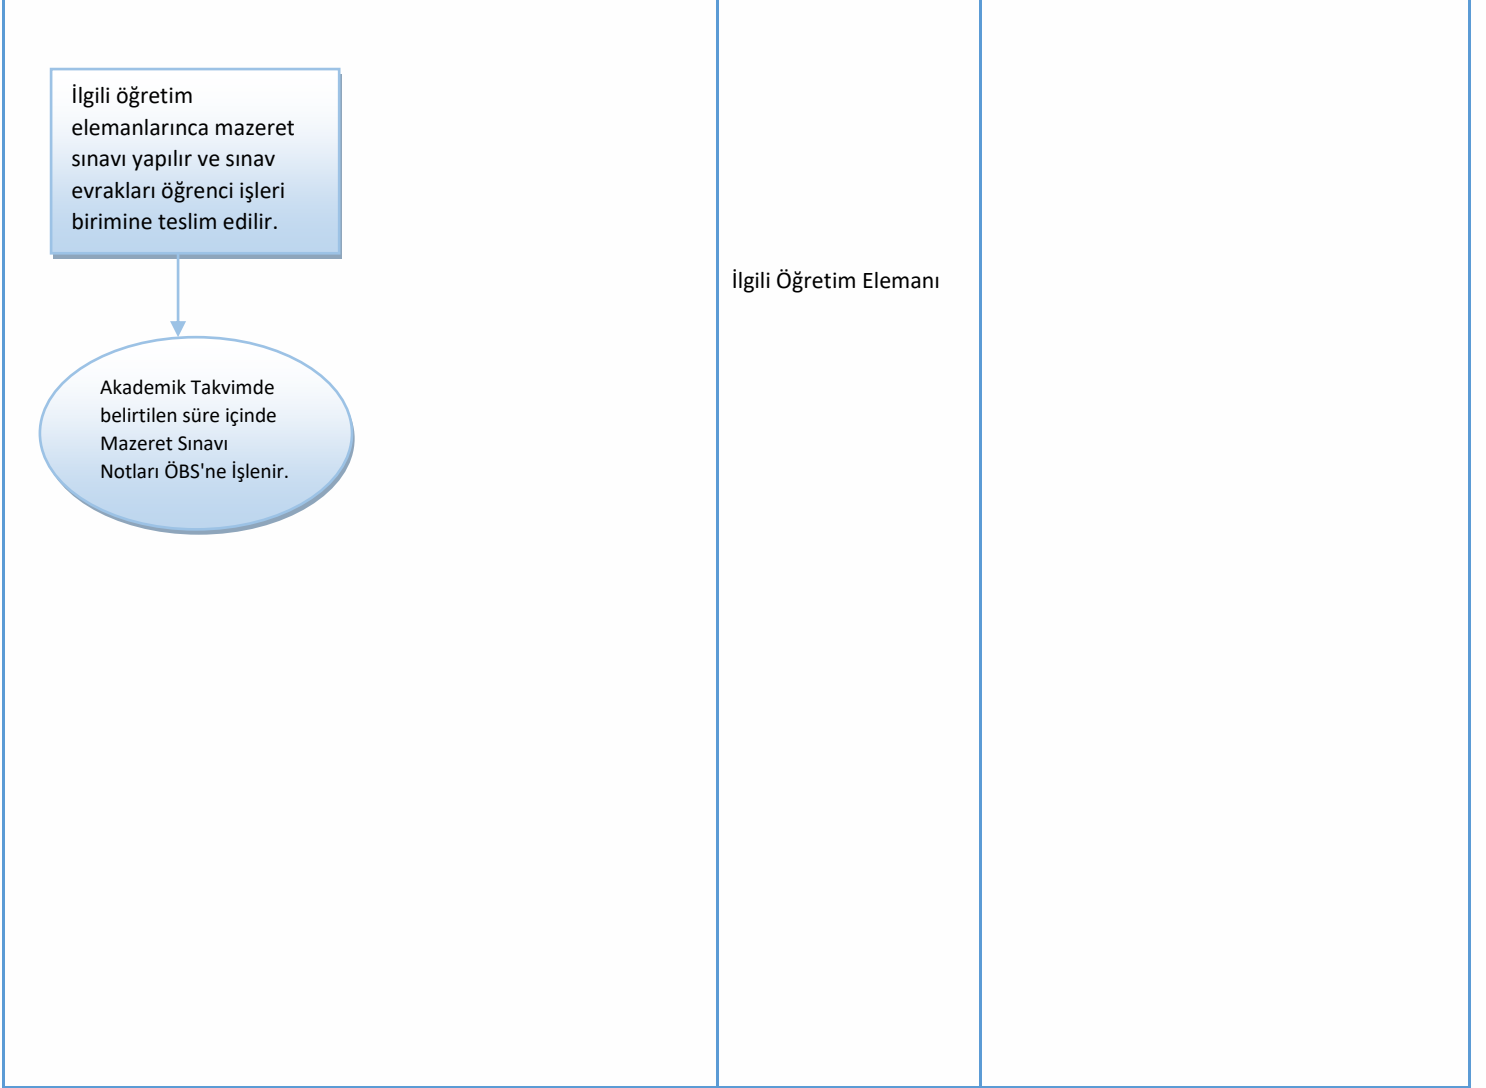 İlgili öğretim
elemanlarınca mazeret
sınavı yapılır ve sınav
evrakları öğrenci işleri
birimine teslim edilir.
İlgili Öğretim Elemanı
Akademik Takvimde
belirtilen süre içinde
Mazeret Sınavı
Notları ÖBS'ne İşlenir.